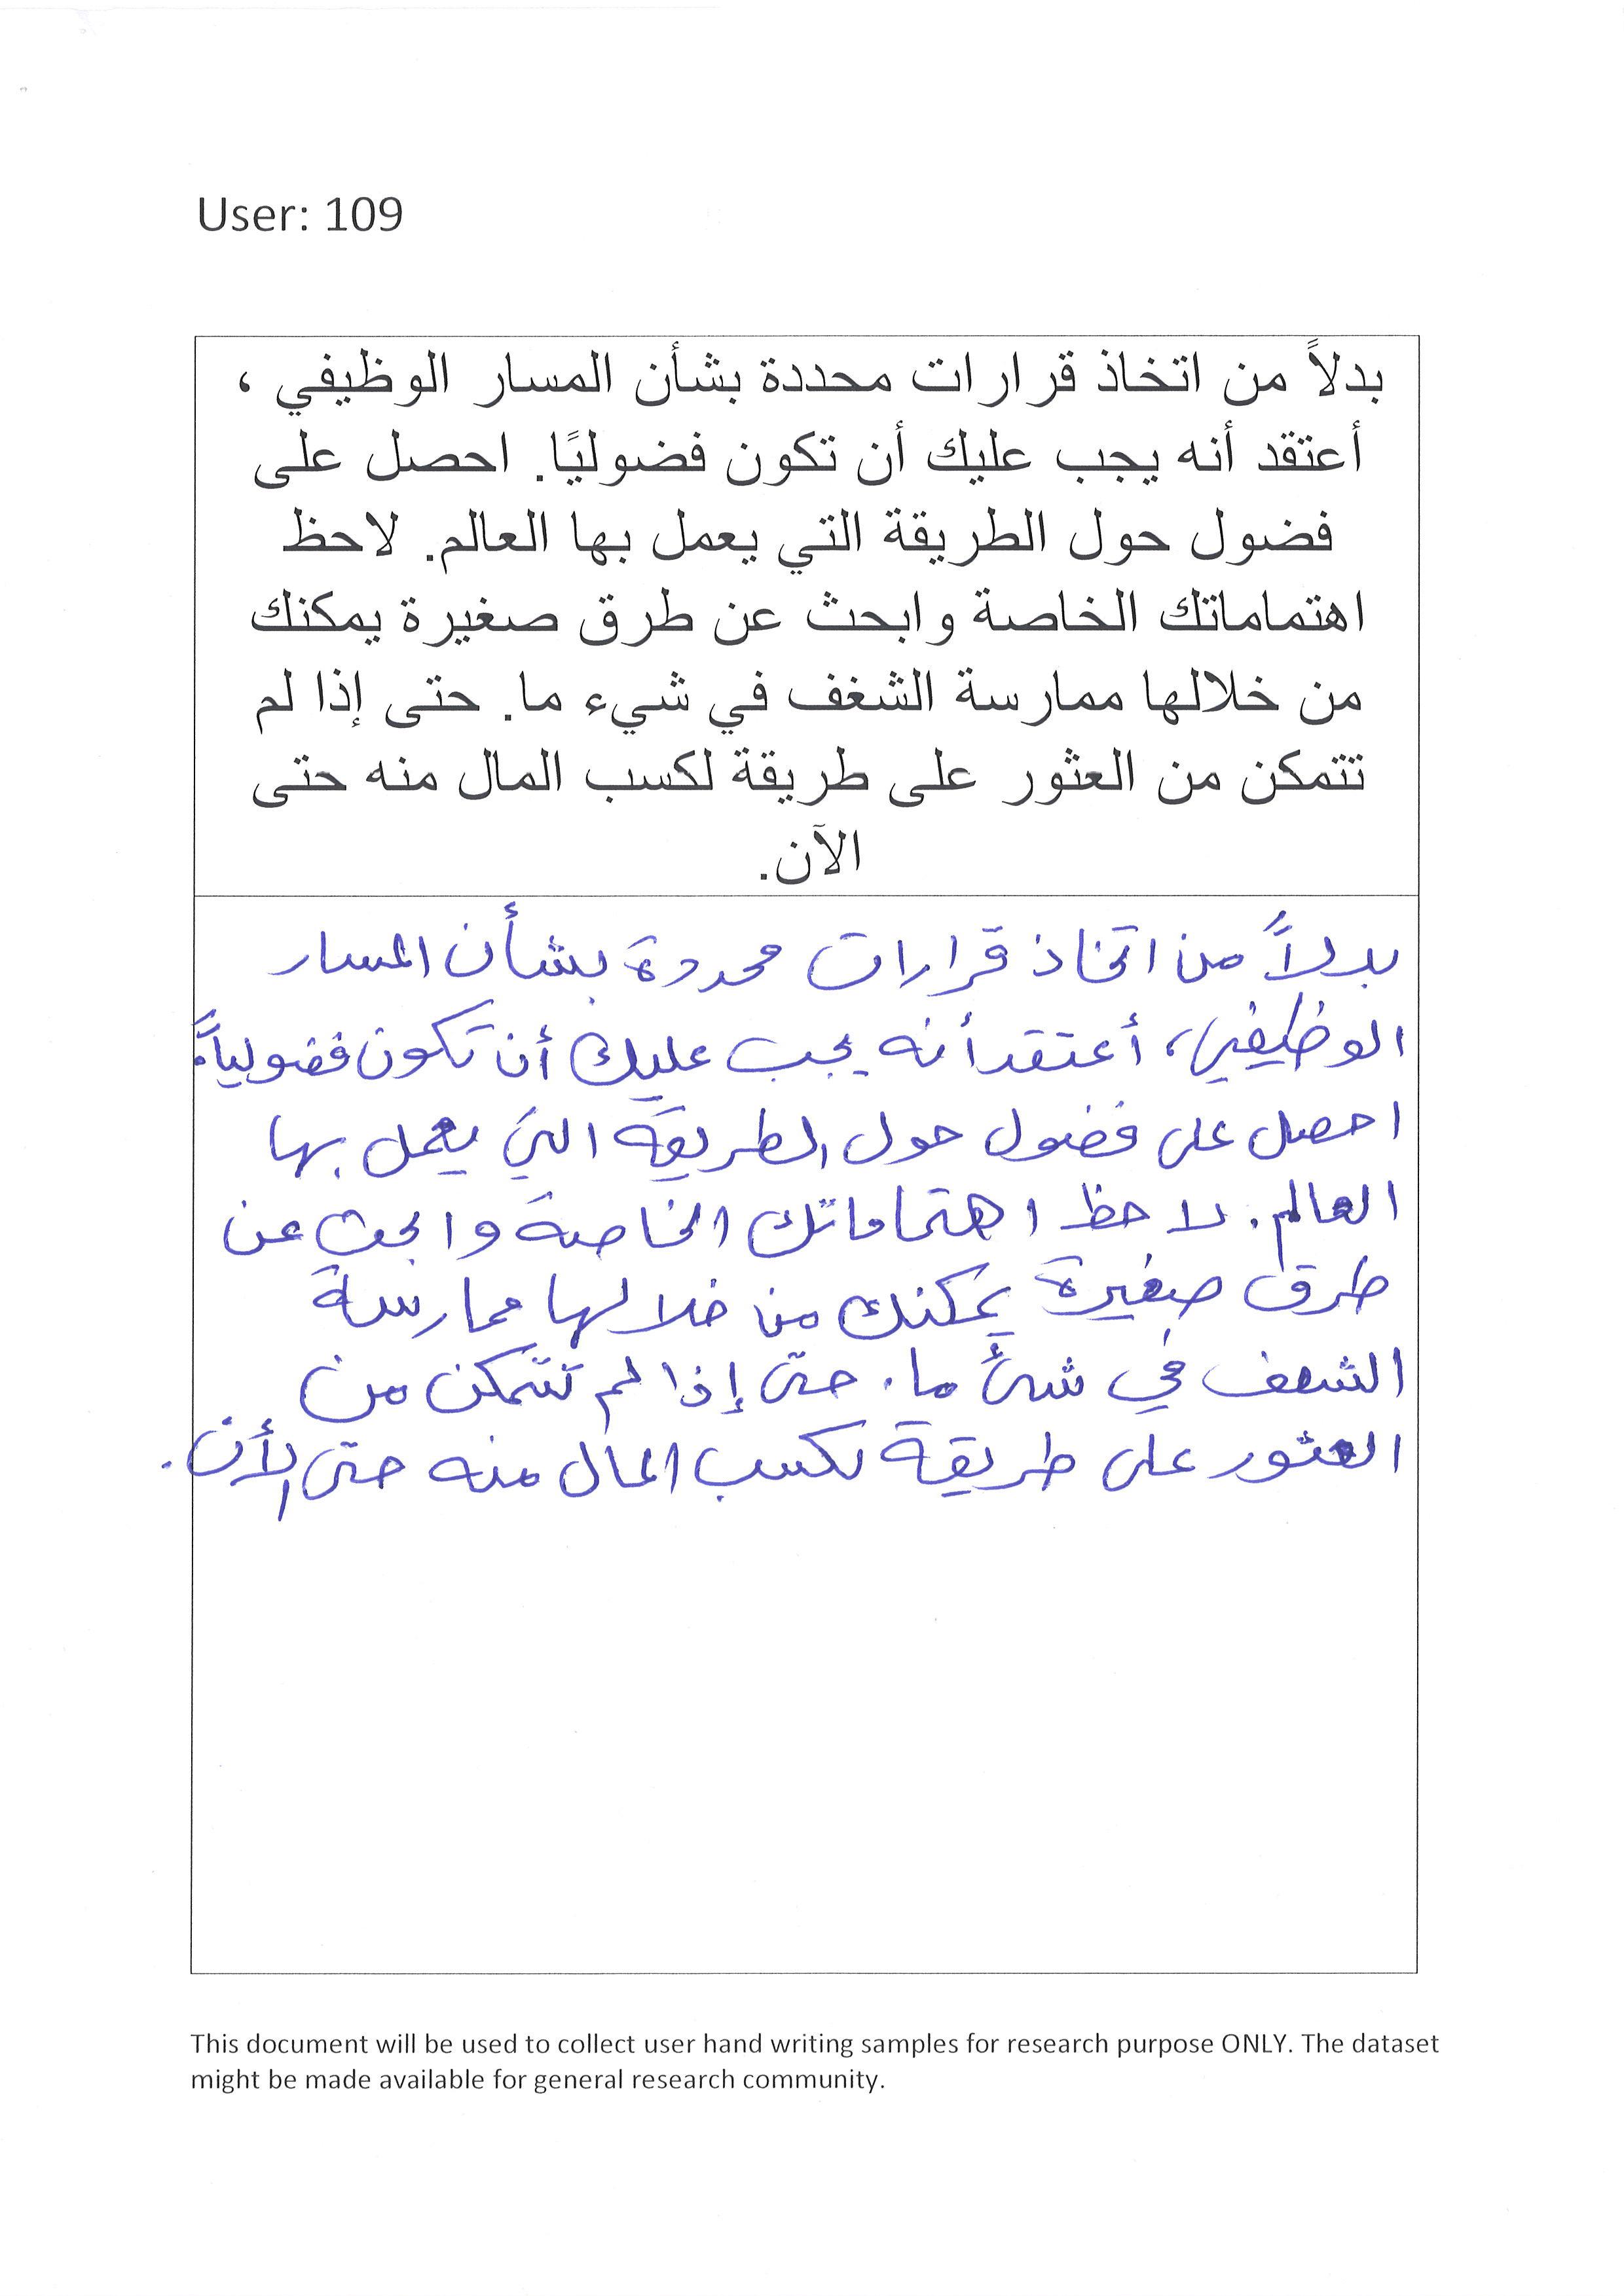 User: 109
بدلاً من اتخاذ قرارات محددة بشأن المسار الوظيفي ،
أعتقد أنه يجب عليك أن تكون فضوليًا. احصل على
فضول حول الطريقة التي يعمل بها العالم. لاحظ
اهتماماتك الخاصة وابحث عن طرق صغيرة يمكنك
من خلالها ممارسة الشغف في شيء ما. حتى إذا لم
تتمكن من العثور على طريقة لكسب المال منه حتى
الآن.
بدلاً من اتخاذ قرارات محددة بشأن المسار
الوظيفي، أعتقد أنه يجب عليك أن تكون فضولياً.
احصل على فضول حول الطريقة التي يعمل بها
العالم. لاحظ اهتماماتك الخاصة وابحث عن
طرق صغيرة يمكنك من خلالها ممارسة
الشغف في شئ ما. حتى إذا لم تتمكن من
العثور على طريقة لكسب المال منه حتى الأن.
This document will be used to collect user hand writing samples for research purpose ONLY. The dataset
might be made available for general research community.